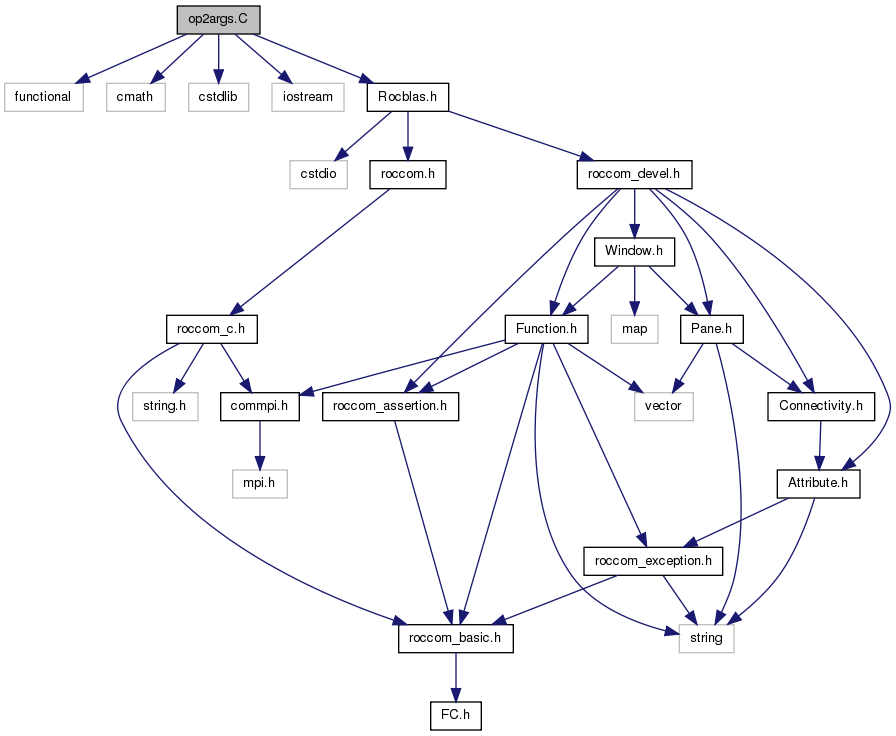 op2args.C
functional
cmath
cstdlib
iostream
Rocblas.h
cstdio
roccom.h
roccom_devel.h
Window.h
roccom_c.h
Function.h
map
Pane.h
string.h
commpi.h
roccom_assertion.h
vector
Connectivity.h
mpi.h
Attribute.h
roccom_exception.h
roccom_basic.h
string
FC.h